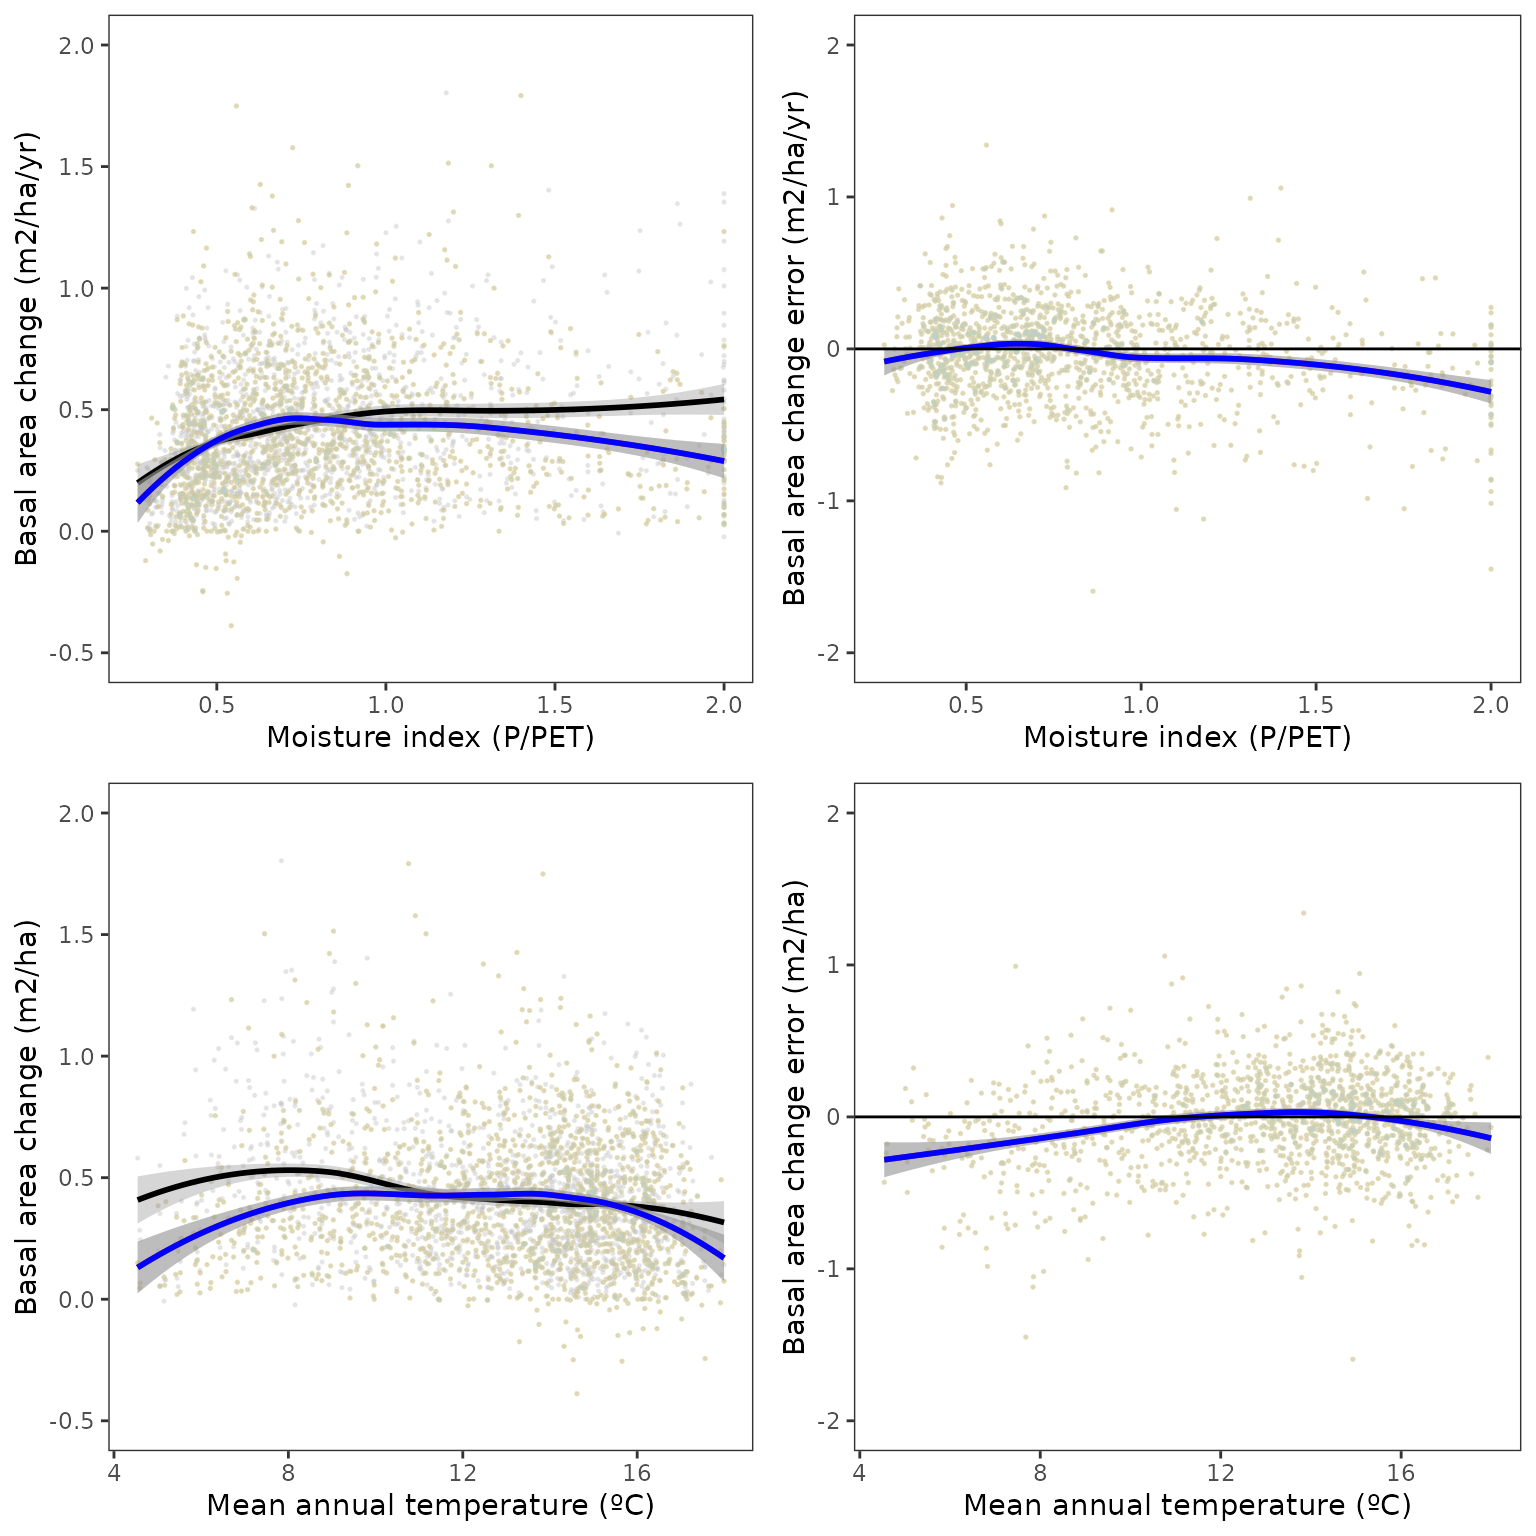 Basal area change (m2/ha/yr)
2.0
1.5
1.0
0.5
0.0
-0.5
0.5 1.0 1.5 2.0
Moisture index (P/PET)
Basal area change error (m2/ha/yr)
2
1
0
-1
-2
0.5 1.0 1.5 2.0
Moisture index (P/PET)
Basal area change (m2/ha)
2.0
1.5
1.0
0.5
0.0
-0.5
4 8 12 16
Mean annual temperature (ºC)
Basal area change error (m2/ha)
2
1
0
-1
-2
4 8 12 16
Mean annual temperature (ºC)